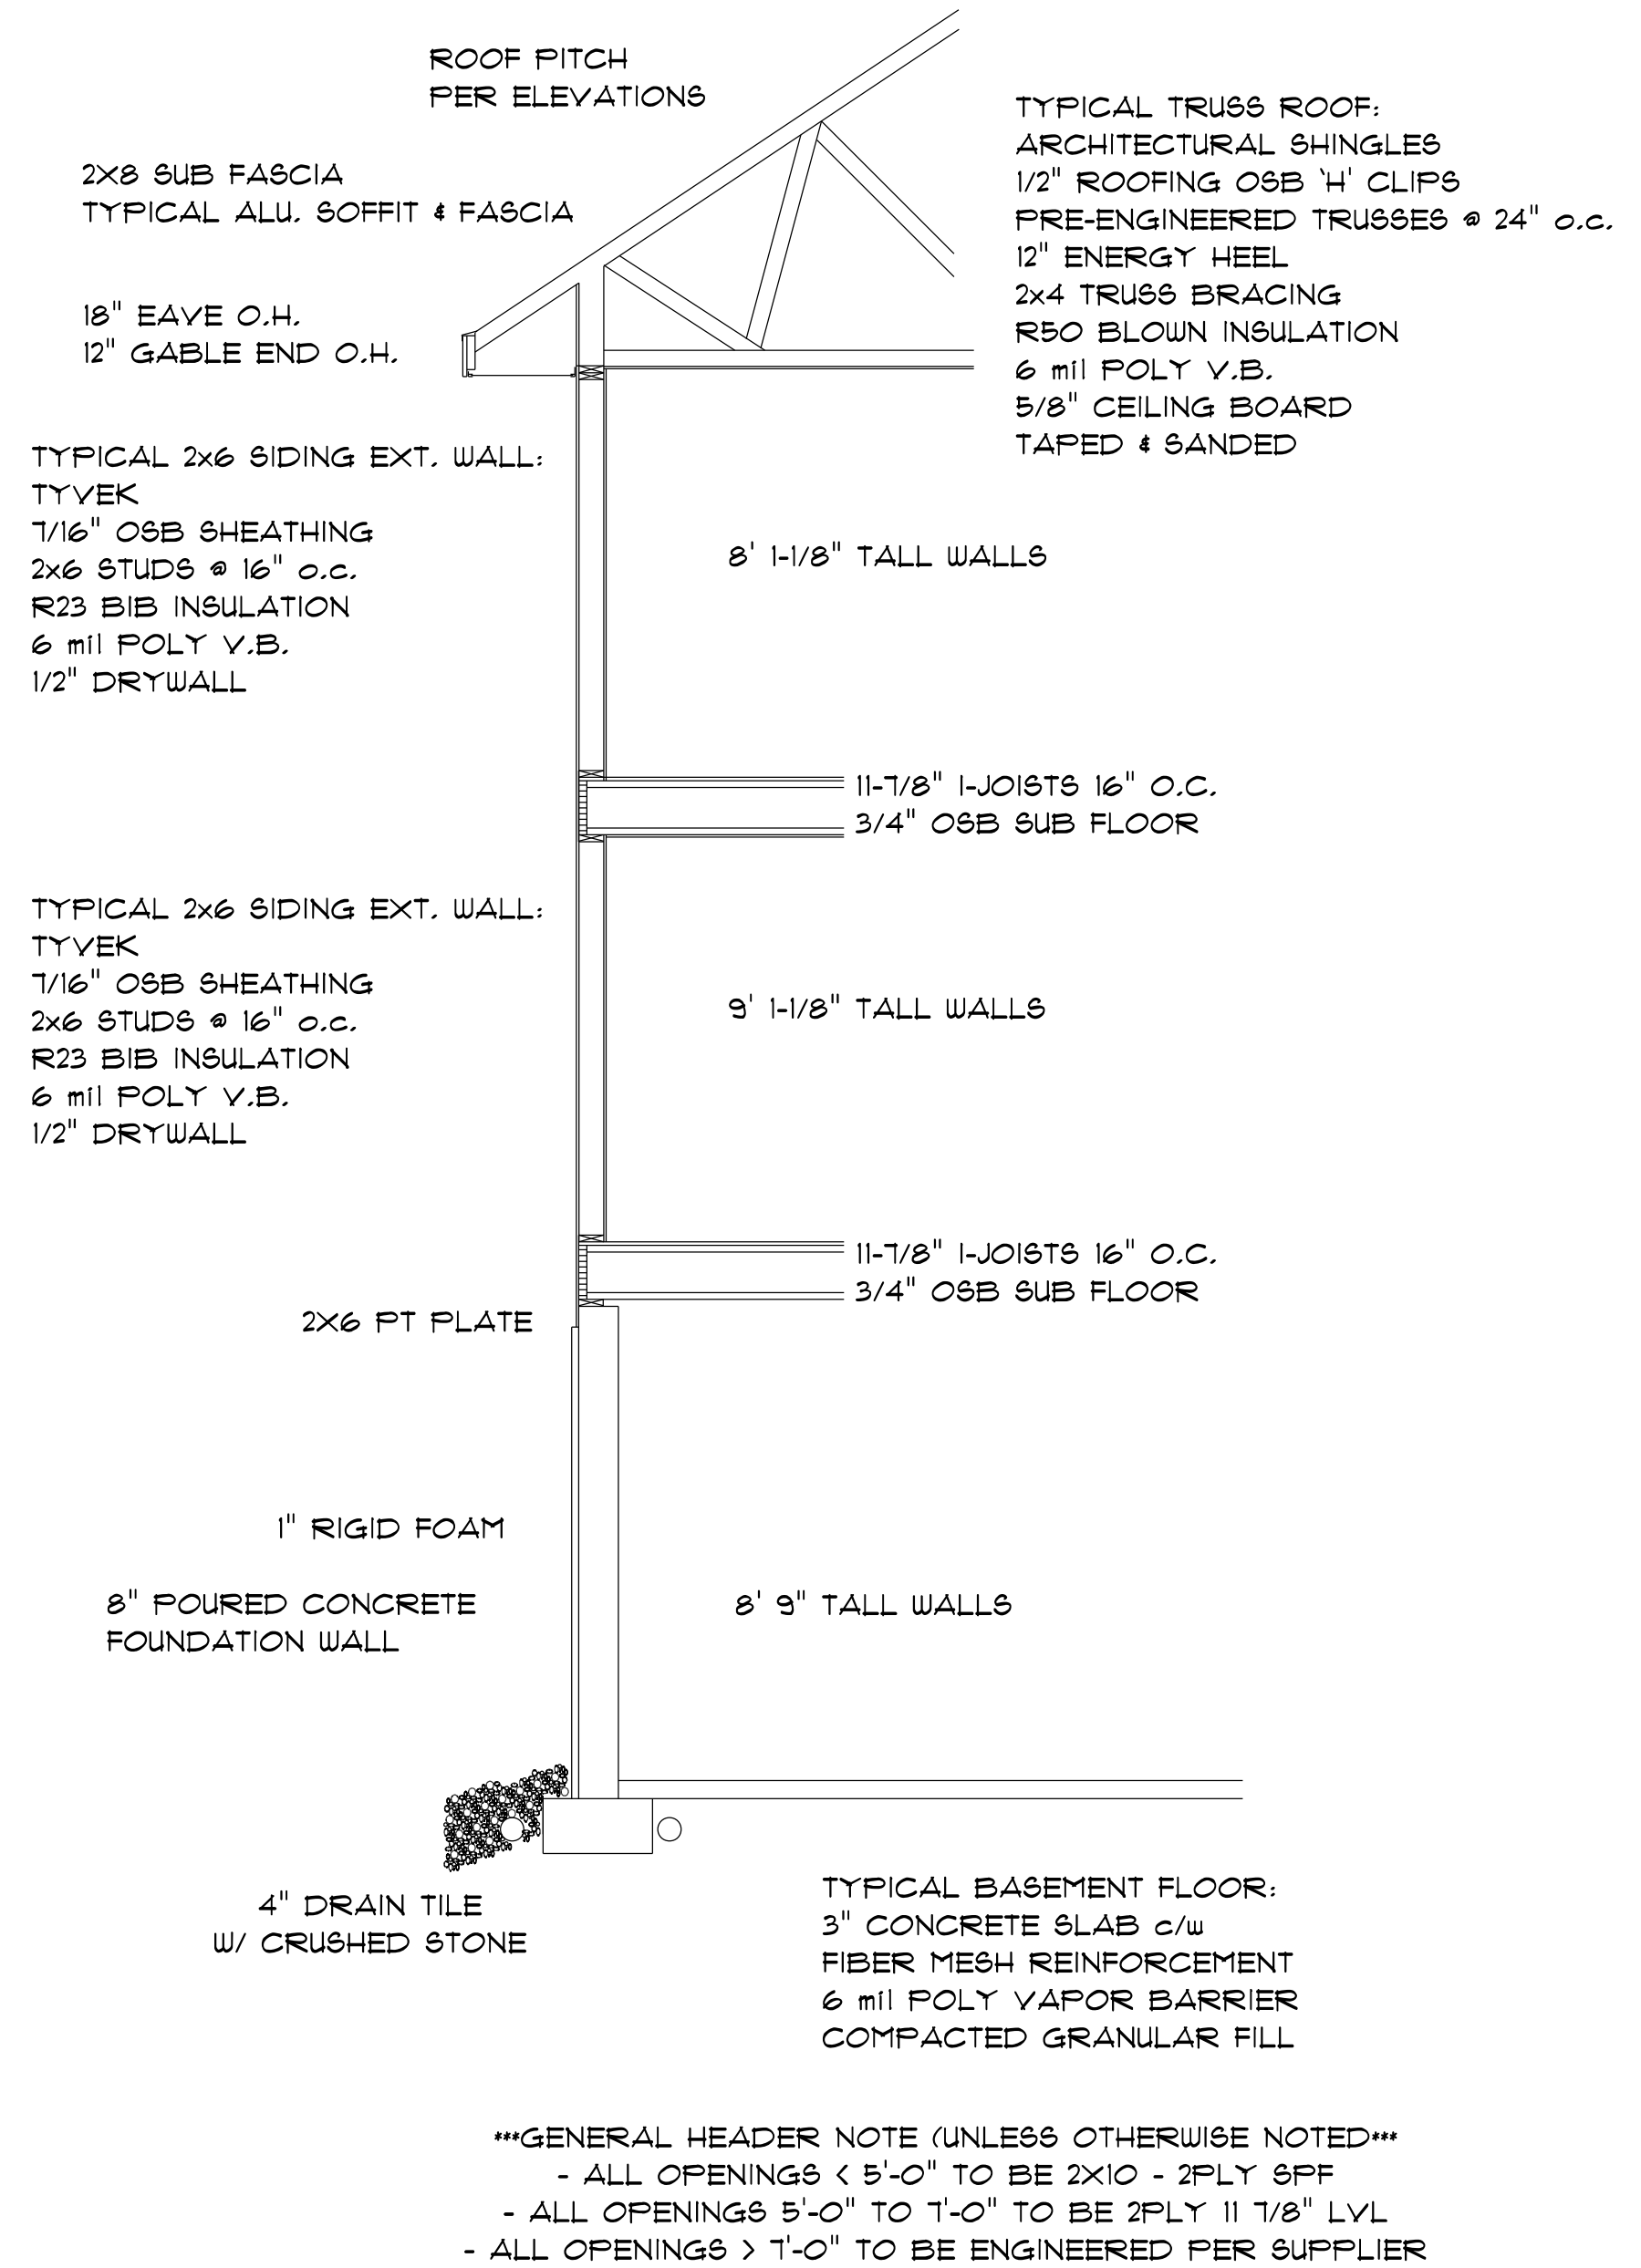 ROOF PITCH
PER ELEVATIONS
TYPICAL TRUSS ROOF:
ARCHITECTURAL SHINGLES
1/2" ROOFING OSB 'H' CLIPS
PRE-ENGINEERED TRUSSES @ 24" o.c.
12" ENERGY HEEL
2x4 TRUSS BRACING
R50 BLOWN INSULATION
6 mil POLY V.B.
5/8" CEILING BOARD
TAPED & SANDED
2X8 SUB FASCIA
TYPICAL ALU. SOFFIT & FASCIA
18" EAVE O.H.
12" GABLE END O.H.
TYPICAL 2x6 SIDING EXT. WALL:
TYVEK
7/16" OSB SHEATHING
2x6 STUDS @ 16" o.c.
R23 BIB INSULATION
6 mil POLY V.B.
1/2" DRYWALL
8' 1-1/8" TALL WALLS
11-7/8" I-JOISTS 16" O.C.
3/4" OSB SUB FLOOR
TYPICAL 2x6 SIDING EXT. WALL:
TYVEK
7/16" OSB SHEATHING
2x6 STUDS @ 16" o.c.
R23 BIB INSULATION
6 mil POLY V.B.
1/2" DRYWALL
9' 1-1/8" TALL WALLS
11-7/8" I-JOISTS 16" O.C.
3/4" OSB SUB FLOOR
2X6 PT PLATE
1" RIGID FOAM
8" POURED CONCRETE
FOUNDATION WALL
8' 9" TALL WALLS
4" DRAIN TILE
W/ CRUSHED STONE
TYPICAL BASEMENT FLOOR:
3" CONCRETE SLAB c/w
FIBER MESH REINFORCEMENT
6 mil POLY VAPOR BARRIER
COMPACTED GRANULAR FILL
***GENERAL HEADER NOTE (UNLESS OTHERWISE NOTED***
- ALL OPENINGS < 5'-0" TO BE 2X10 - 2PLY SPF
- ALL OPENINGS 5'-0" TO 7'-0" TO BE 2PLY 11 7/8" LVL
- ALL OPENINGS > 7'-0" TO BE ENGINEERED PER SUPPLIER